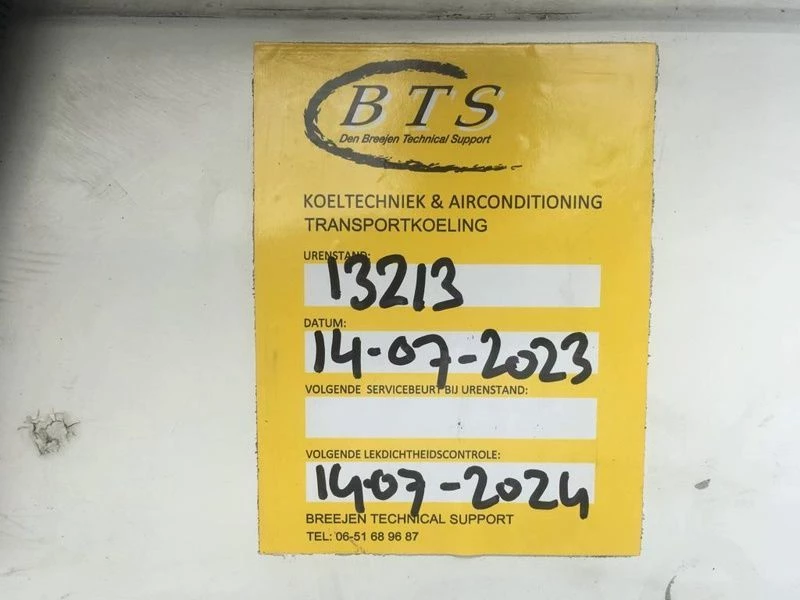 BTS
Den Breejen Technical Support
KOELTECHNIEK & AIRCONDITIONING
TRANSPORTKOELING
URENSTAND:
13213
DATUM:
14-07-2023
VOLGENDE SERVICEBEURT BIJ URENSTAND:
VOLGENDE LEKDICHTHEIDSCONTROLE:
14-07-2024
BREEJEN TECHNICAL SUPPORT
TEL: 06-51 68 96 87